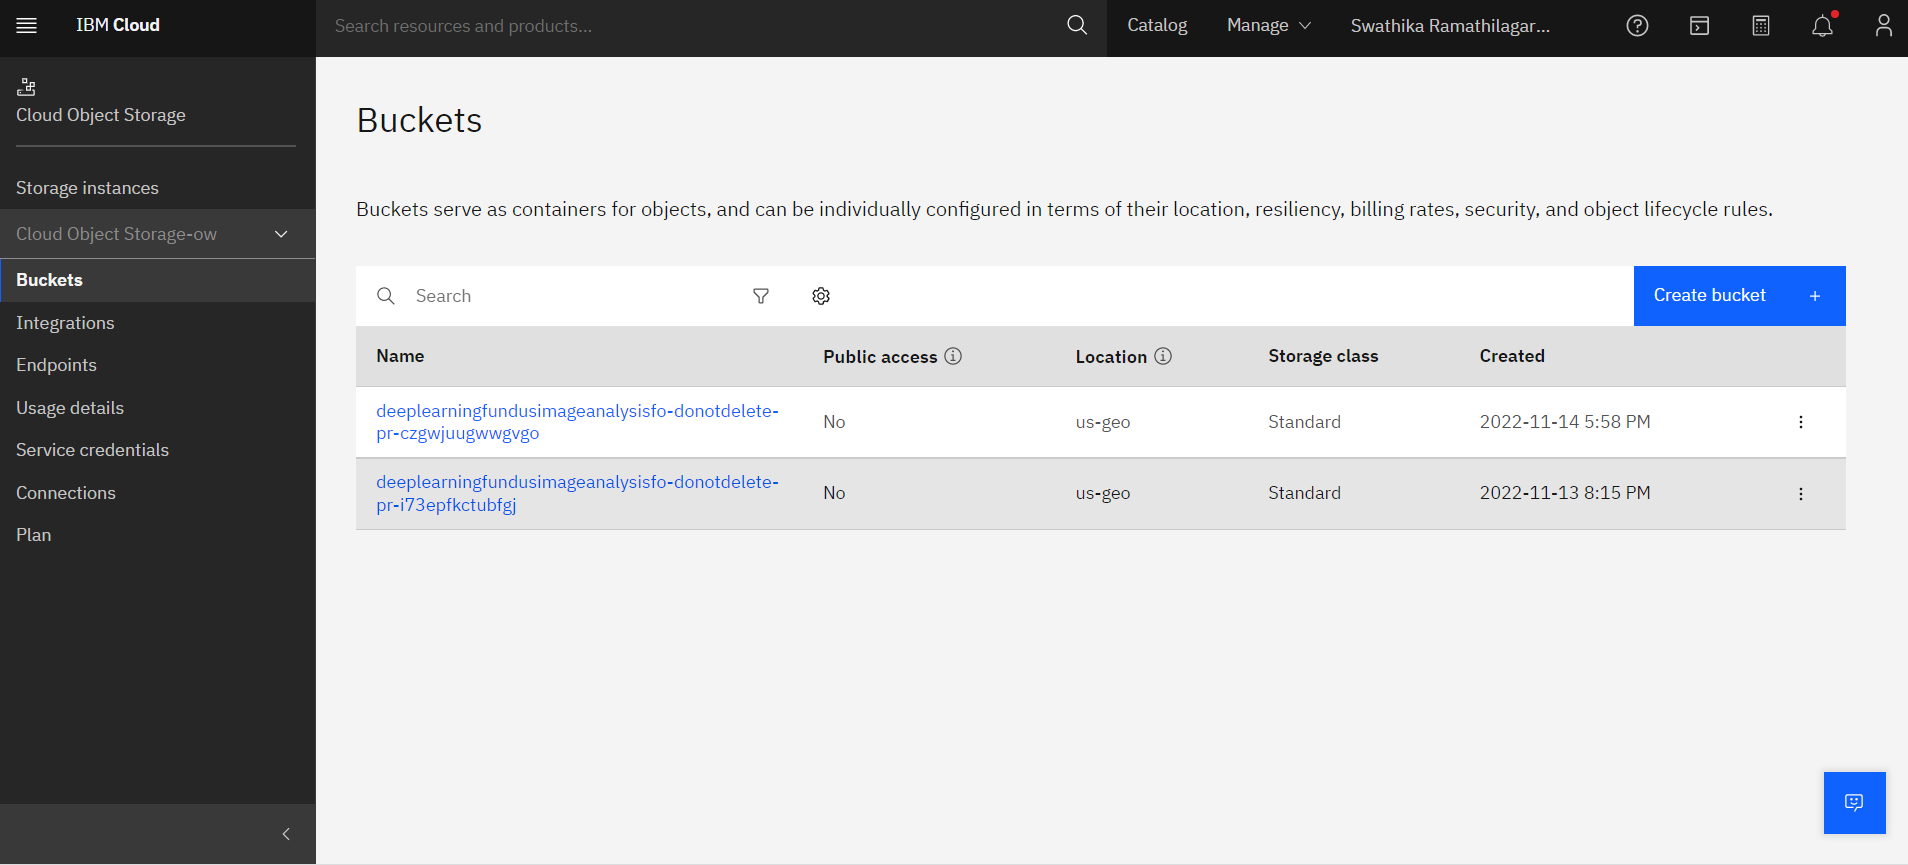 IBM Cloud
Search resources and products...
Catalog
Manage
Swathika Ramathilagar...
Cloud Object Storage
Storage instances
Cloud Object Storage-ow
Buckets
Integrations
Endpoints
Usage details
Service credentials
Connections
Plan
Buckets
Buckets serve as containers for objects, and can be individually configured in terms of their location, resiliency, billing rates, security, and object lifecycle rules.
Search
Create bucket +
Name Public access Location Storage class Created
deeplearningfundusimageanalysisfo-donotdelete-
pr-czgwjuugwwgvgo
No us-geo Standard 2022-11-14 5:58 PM
deeplearningfundusimageanalysisfo-donotdelete-
pr-i73epfkctubfgj
No us-geo Standard 2022-11-13 8:15 PM